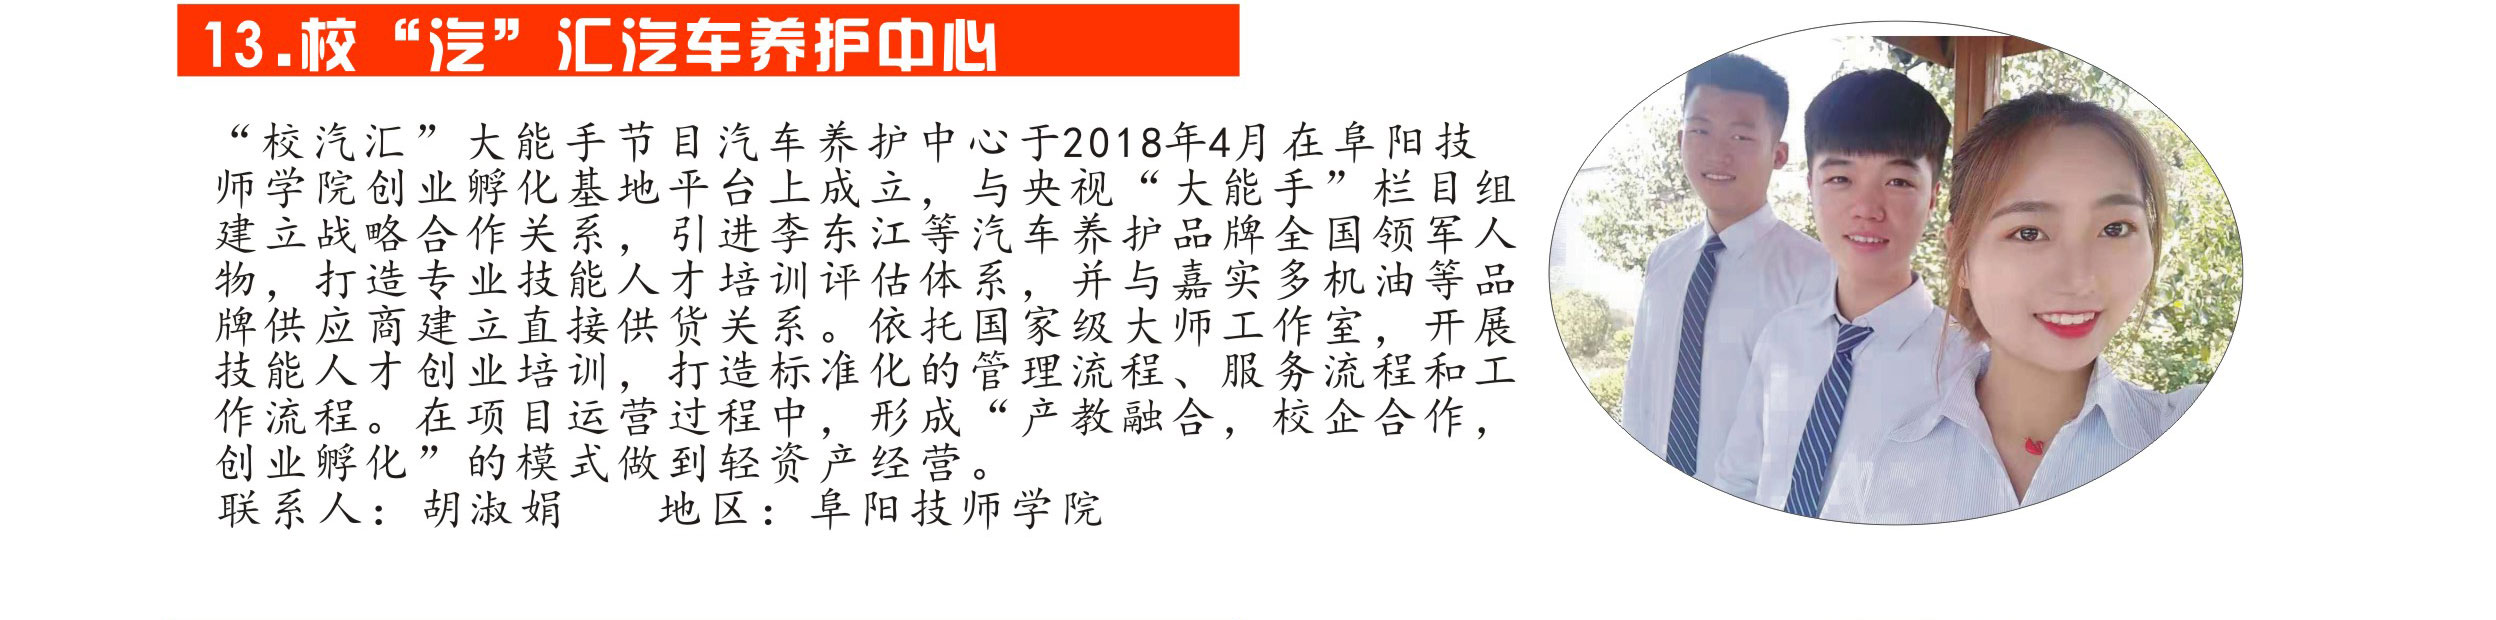 13.校“汽”汇汽车养护中心
“校汽汇”大能手节目汽车养护中心于2018年4月在阜阳技
师学院创业孵化基地平台上成立，与央视“大能手”栏目组
建立战略合作关系，引进李东江等汽车养护品牌全国领军人
物，打造专业技能人才培训评估体系，并与嘉实多机油等品
牌供应商建立直接供货关系。依托国家级大师工作室，开展
技能人才创业培训，打造标准化的管理流程、服务流程和工
作流程。在项目运营过程中，形成“产教融合，校企合作，
创业孵化”的模式做到轻资产经营。
联系人：胡淑娟 地区：阜阳技师学院